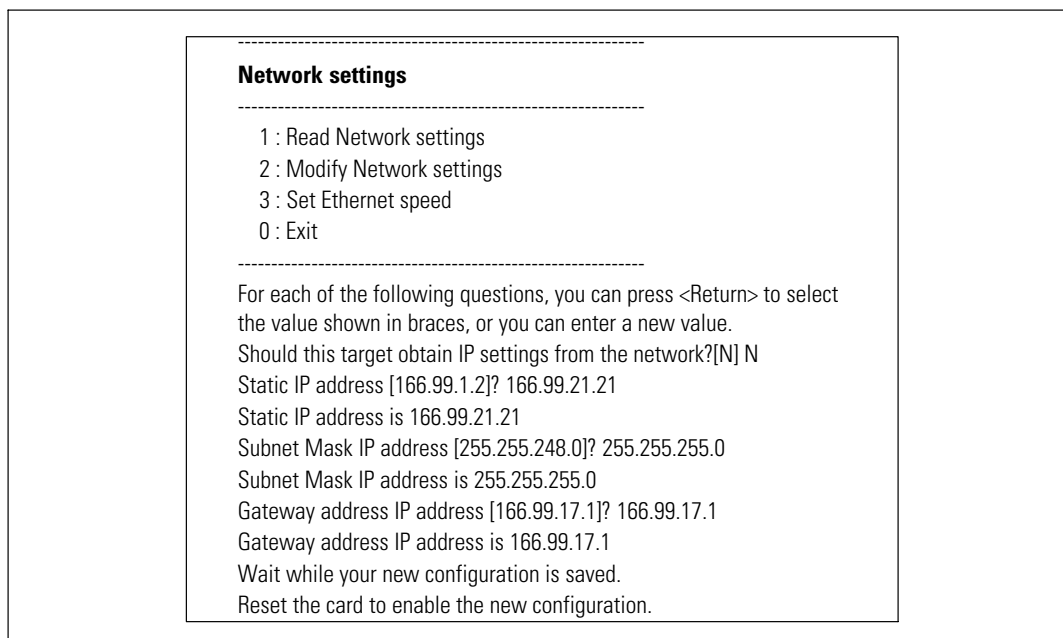 -------------------------------------------------------------
Network settings
-------------------------------------------------------------
1 : Read Network settings
2 : Modify Network settings
3 : Set Ethernet speed
0 : Exit
-------------------------------------------------------------
For each of the following questions, you can press <Return> to select
the value shown in braces, or you can enter a new value.
Should this target obtain IP settings from the network?[N] N
Static IP address [166.99.1.2]? 166.99.21.21
Static IP address is 166.99.21.21
Subnet Mask IP address [255.255.248.0]? 255.255.255.0
Subnet Mask IP address is 255.255.255.0
Gateway address IP address [166.99.17.1]? 166.99.17.1
Gateway address IP address is 166.99.17.1
Wait while your new configuration is saved.
Reset the card to enable the new configuration.